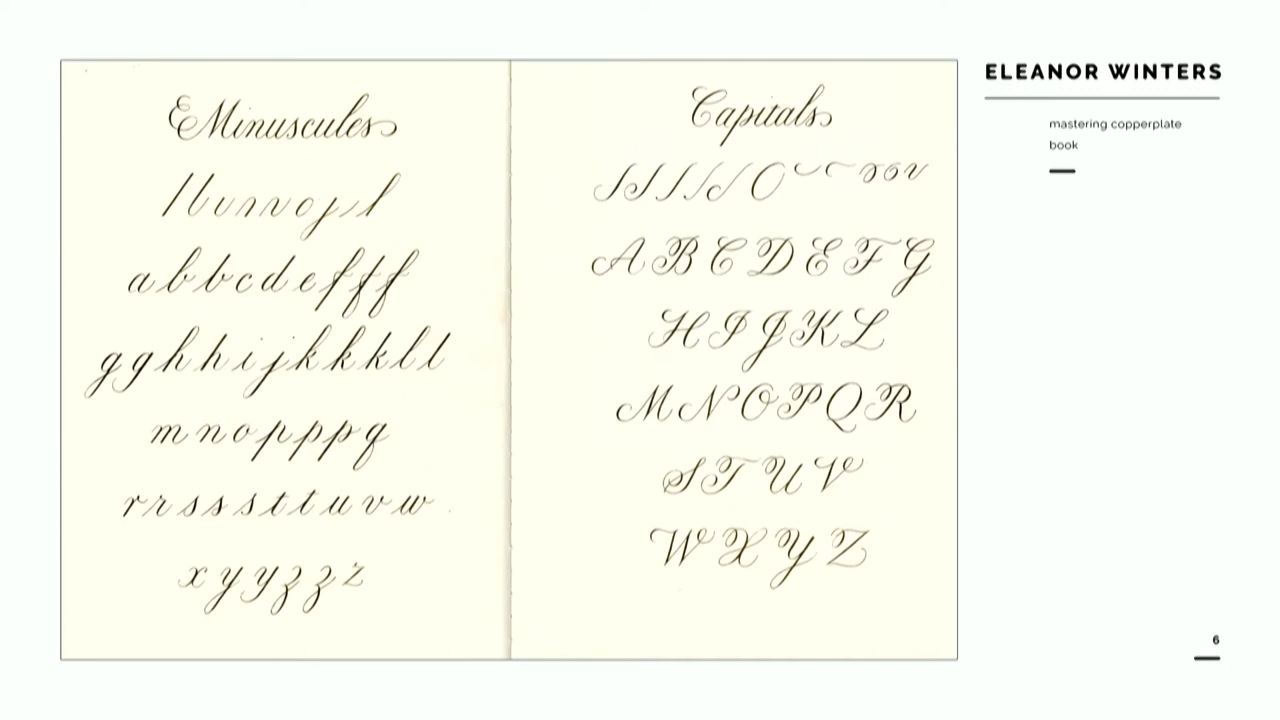 Minuscules
a b b c d e f f f
g g h h i j k k k l l
m n o p p p q
r r s s s t t u v w
x y y z z z
Capitals
A B C D E F G
H I J K L
M N O P Q R
S T U V
W X Y Z
ELEANOR WINTERS
mastering copperplate
book
6